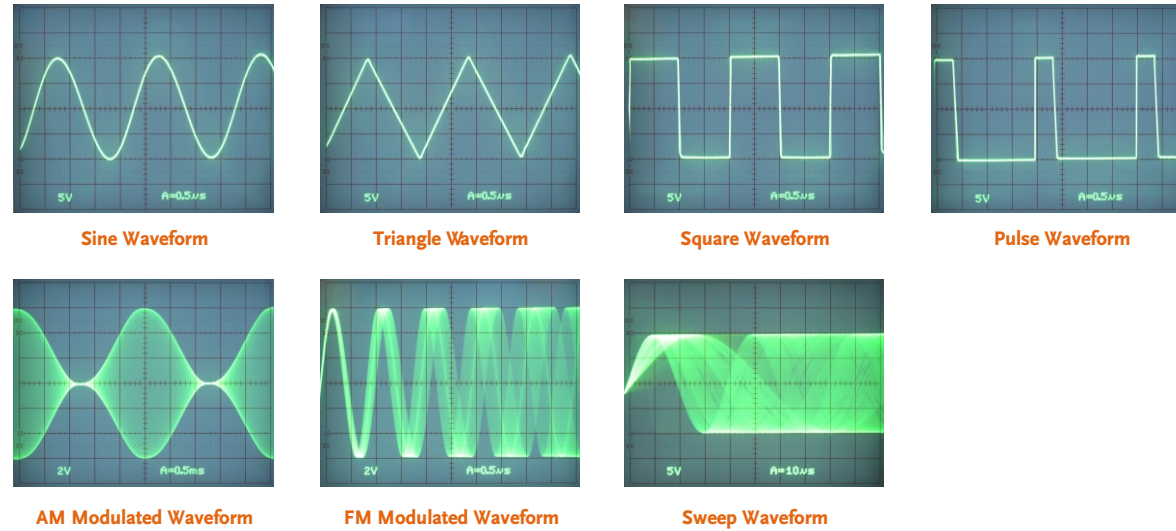 5V A=0.5µs
5V A=0.5µs
5V A=0.5µs
5V A=0.5µs
Sine Waveform
Triangle Waveform
Square Waveform
Pulse Waveform
2V A=0.5ms
2V A=0.5µs
5V A=10µs
AM Modulated Waveform
FM Modulated Waveform
Sweep Waveform